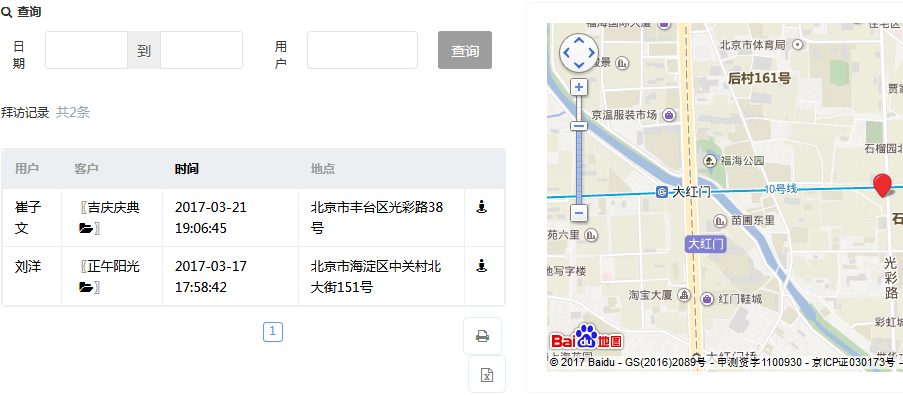 查询
日期
到
用户
查询
拜访记录 共2条
用户 客户 时间 地点
崔子文
〖吉庆庆典〗
2017-03-21
19:06:45
北京市丰台区光彩路38
号
刘洋
〖正午阳光〗
2017-03-17
17:58:42
北京市海淀区中关村北
大街151号
1
福海国际大厦
北京市体育局
后村161号
京温服装市场
福海公园
石榴园北
大红门
10号线
苗圃东里
苑六里
大红门
光彩路
地写字楼
淘宝大厦
红门鞋城
彩虹城
Bai du 地图
大红门桥
© 2017 Baidu - GS(2016)2089号 - 甲测资字1100930 - 京ICP证030173号 -